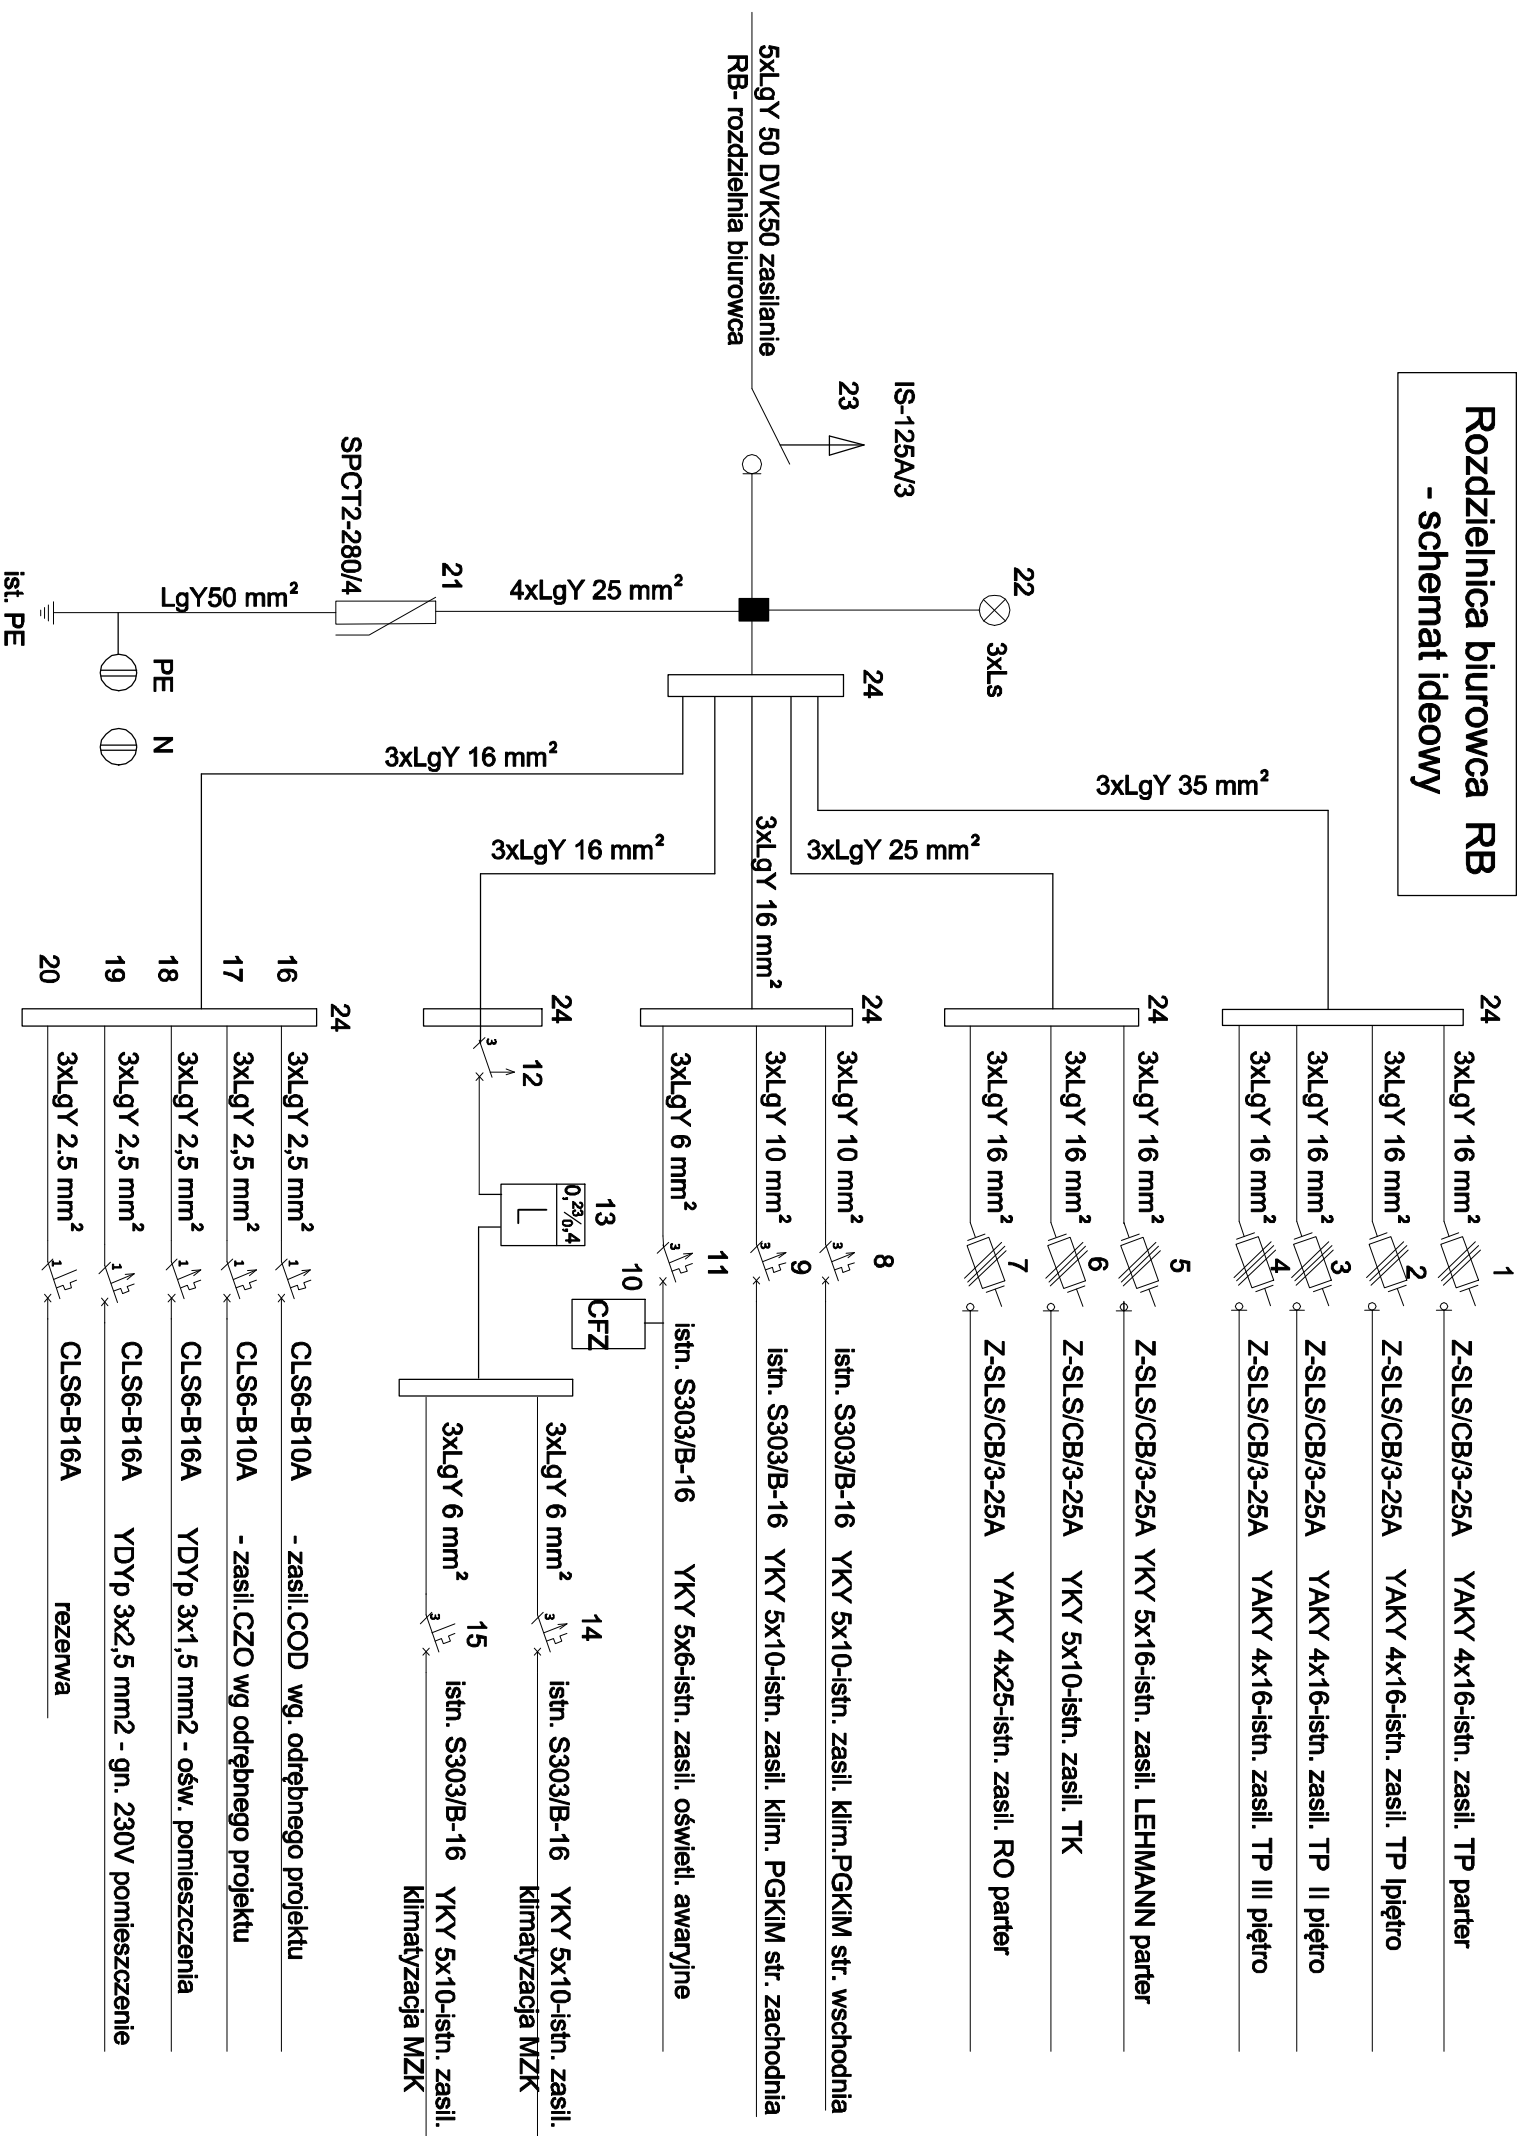 Rozdzielnica biurowca RB
- schemat ideowy
5xLgY 50 DVK50 zasilanie
RB- rozdzielnia biurowca
IS-125A/3
23
22
3xLs
24
4xLgY 25 mm²
21
SPCT2-280/4
LgY50 mm²
ist. PE
PE
N
3xLgY 35 mm²
3xLgY 25 mm²
3xLgY 16 mm²
3xLgY 16 mm²
3xLgY 16 mm²
24
3xLgY 16 mm² 1 Z-SLS/CB/3-25A YAKY 4x16-istn. zasil. TP parter
3xLgY 16 mm² 2 Z-SLS/CB/3-25A YAKY 4x16-istn. zasil. TP Ipiętro
3xLgY 16 mm² 3 Z-SLS/CB/3-25A YAKY 4x16-istn. zasil. TP II piętro
3xLgY 16 mm² 4 Z-SLS/CB/3-25A YAKY 4x16-istn. zasil. TP III piętro
24
3xLgY 16 mm² 5 Z-SLS/CB/3-25A YKY 5x16-istn. zasil. LEHMANN parter
3xLgY 16 mm² 6 Z-SLS/CB/3-25A YKY 5x10-istn. zasil. TK
3xLgY 16 mm² 7 Z-SLS/CB/3-25A YAKY 4x25-istn. zasil. RO parter
24
3xLgY 10 mm² 3 8 istn. S303/B-16 YKY 5x10-istn. zasil. klim.PGKiM str. wschodnia
3xLgY 10 mm² 3 9 istn. S303/B-16 YKY 5x10-istn. zasil. klim. PGKiM str. zachodnia
3xLgY 6 mm² 3 11 istn. S303/B-16 YKY 5x6-istn. zasil. oświetl. awaryjne
10
CFZ
24
3
12
13
0,23/0,4
L
3xLgY 6 mm² 3 14 istn. S303/B-16 YKY 5x10-istn. zasil.
klimatyzacja MZK
3xLgY 6 mm² 3 15 istn. S303/B-16 YKY 5x10-istn. zasil.
klimatyzacja MZK
24
16 3xLgY 2,5 mm² 1 CLS6-B10A - zasil.COD wg. odrębnego projektu
17 3xLgY 2,5 mm² 1 CLS6-B10A - zasil.CZO wg odrębnego projektu
18 3xLgY 2,5 mm² 1 CLS6-B16A YDYp 3x1,5 mm2 - ośw. pomieszczenia
19 3xLgY 2,5 mm² 1 CLS6-B16A YDYp 3x2,5 mm2 - gn. 230V pomieszczenie
20 3xLgY 2.5 mm² 1 CLS6-B16A rezerwa